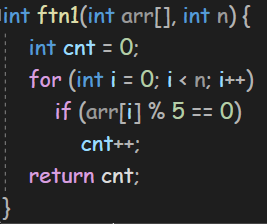 int ftn1(int arr[], int n) {
int cnt = 0;
for (int i = 0; i < n; i++)
if (arr[i] % 5 == 0)
cnt++;
return cnt;
}